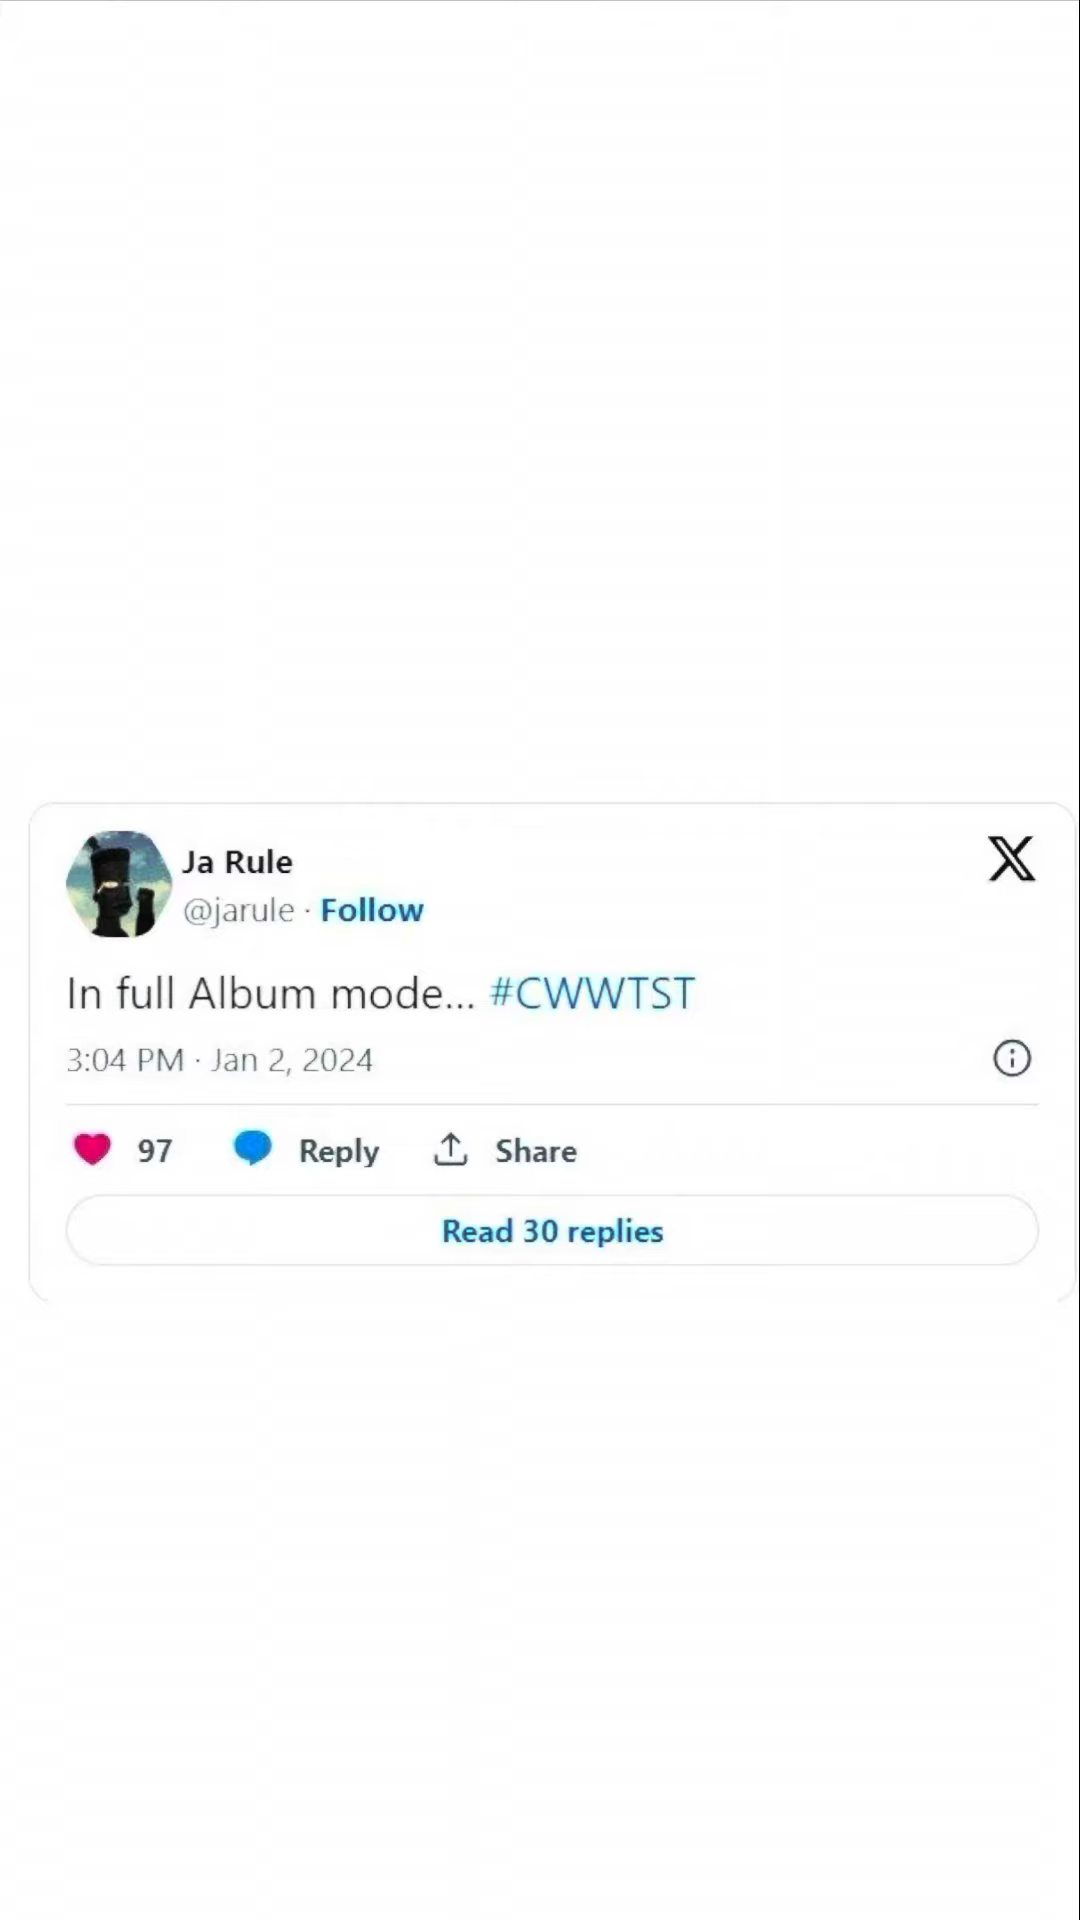 Ja Rule
@jarule · Follow
In full Album mode... #CWWTST
3:04 PM · Jan 2, 2024
97 Reply Share
Read 30 replies